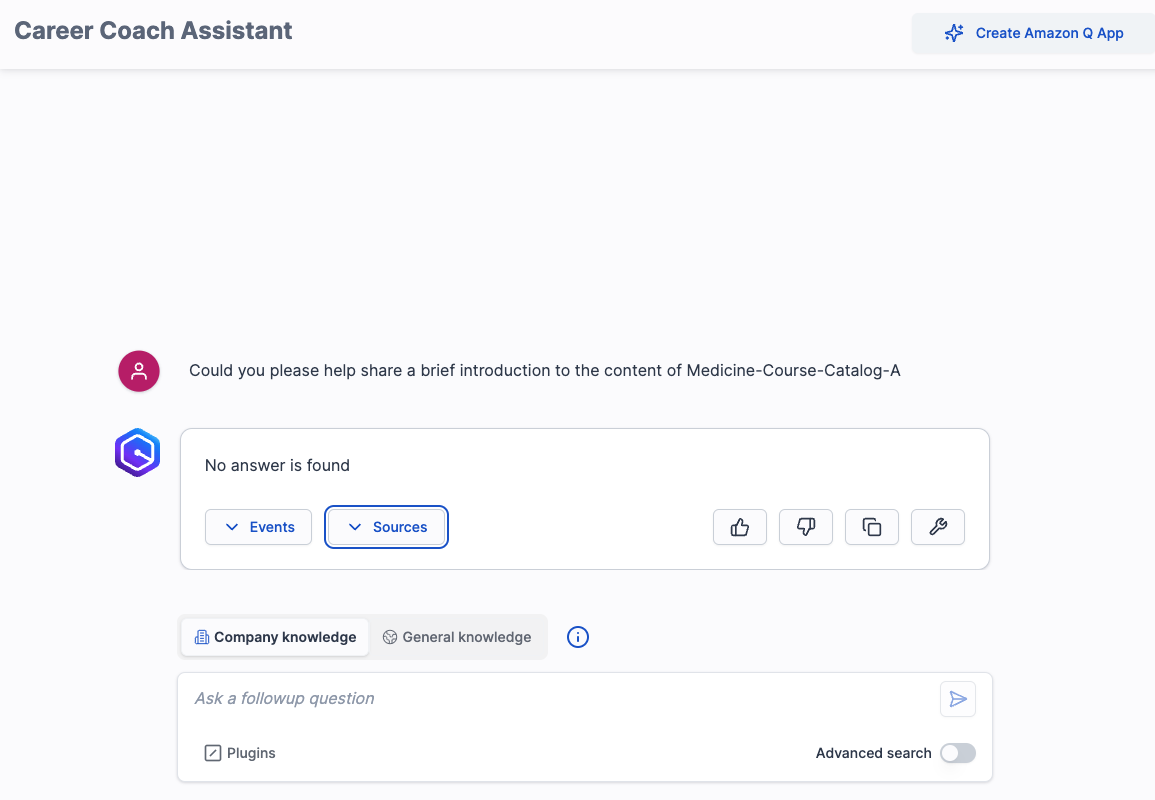 Career Coach Assistant
Create Amazon Q App
Could you please help share a brief introduction to the content of Medicine-Course-Catalog-A
No answer is found
Events
Sources
Company knowledge
General knowledge
Ask a followup question
Plugins
Advanced search